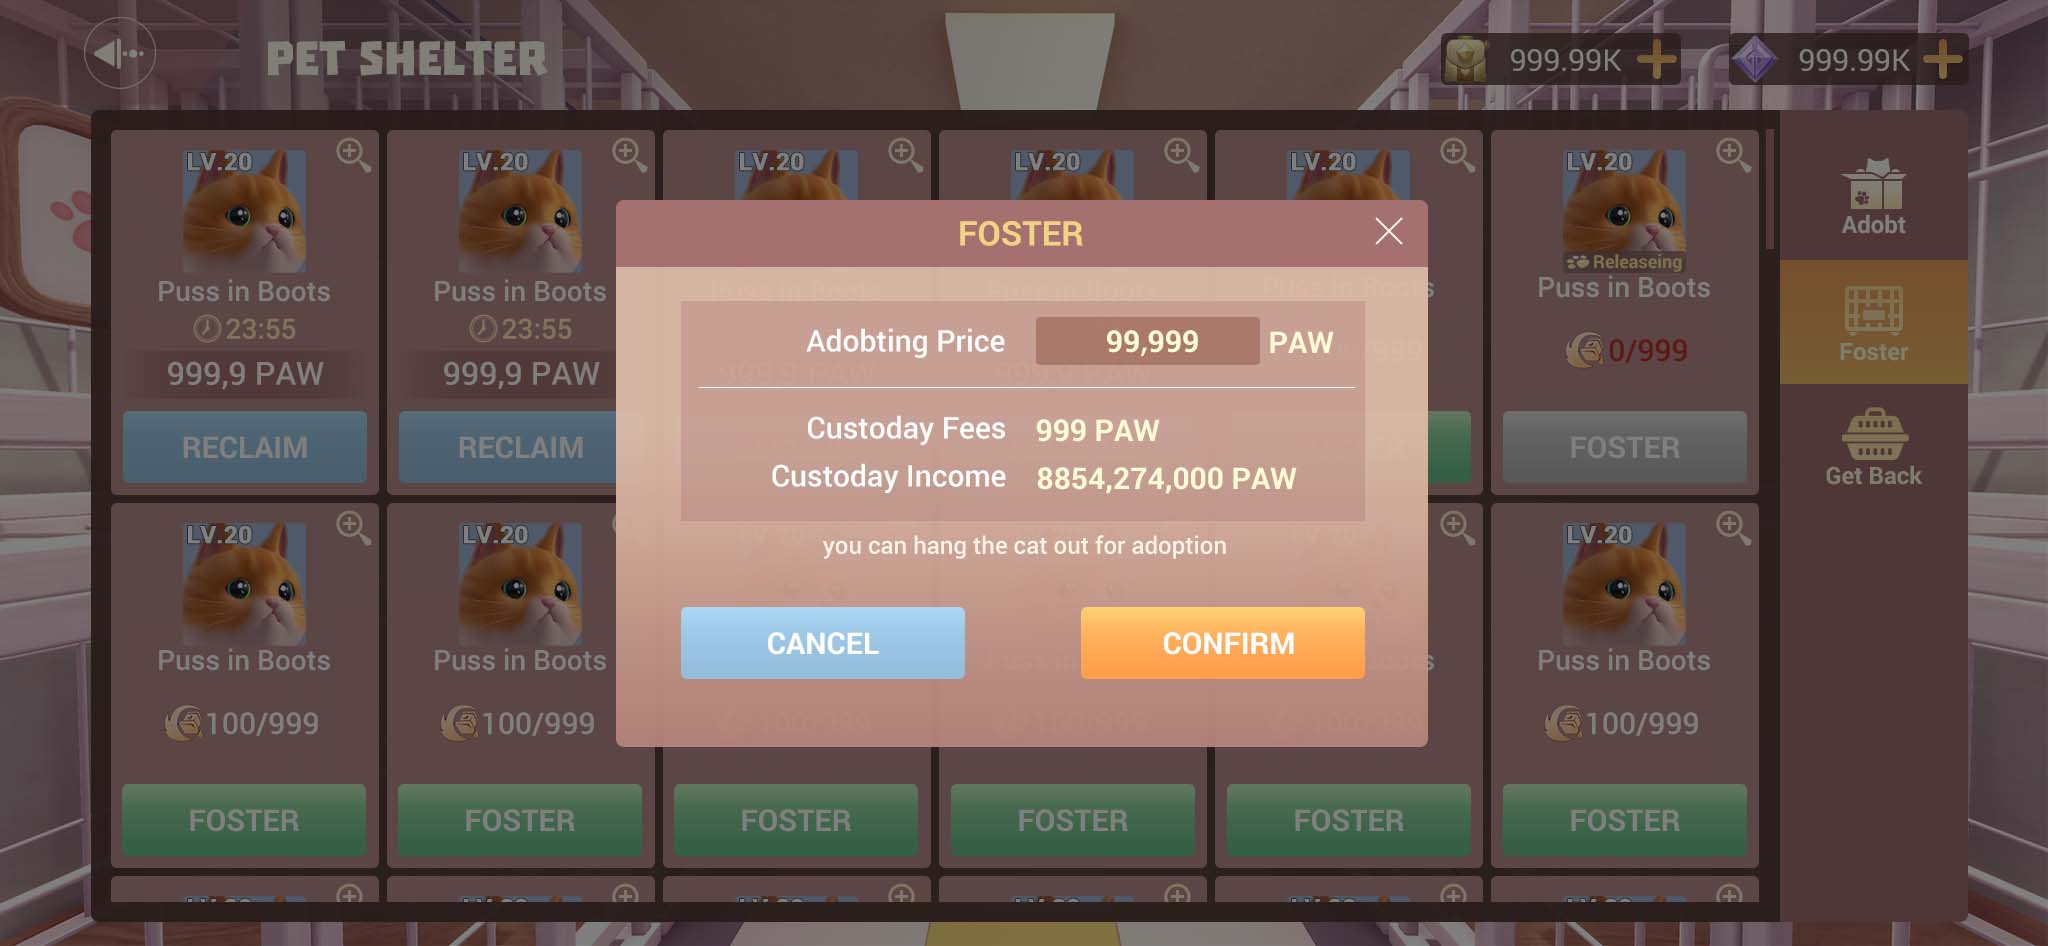 PET SHELTER
999.99K
999.99K
LV.20
LV.20
LV.20
LV.20
LV.20
LV.20
Releaseing
Puss in Boots
Puss in Boots
Puss in Boots
23:55
23:55
0/999
999,9 PAW
999,9 PAW
RECLAIM
RECLAIM
FOSTER
FOSTER
Adobting Price
99,999
PAW
Custoday Fees
999 PAW
Custoday Income
8854,274,000 PAW
you can hang the cat out for adoption
CANCEL
CONFIRM
LV.20
LV.20
LV.20
Puss in Boots
Puss in Boots
Puss in Boots
100/999
100/999
100/999
FOSTER
FOSTER
FOSTER
FOSTER
FOSTER
FOSTER
Adobt
Foster
Get Back